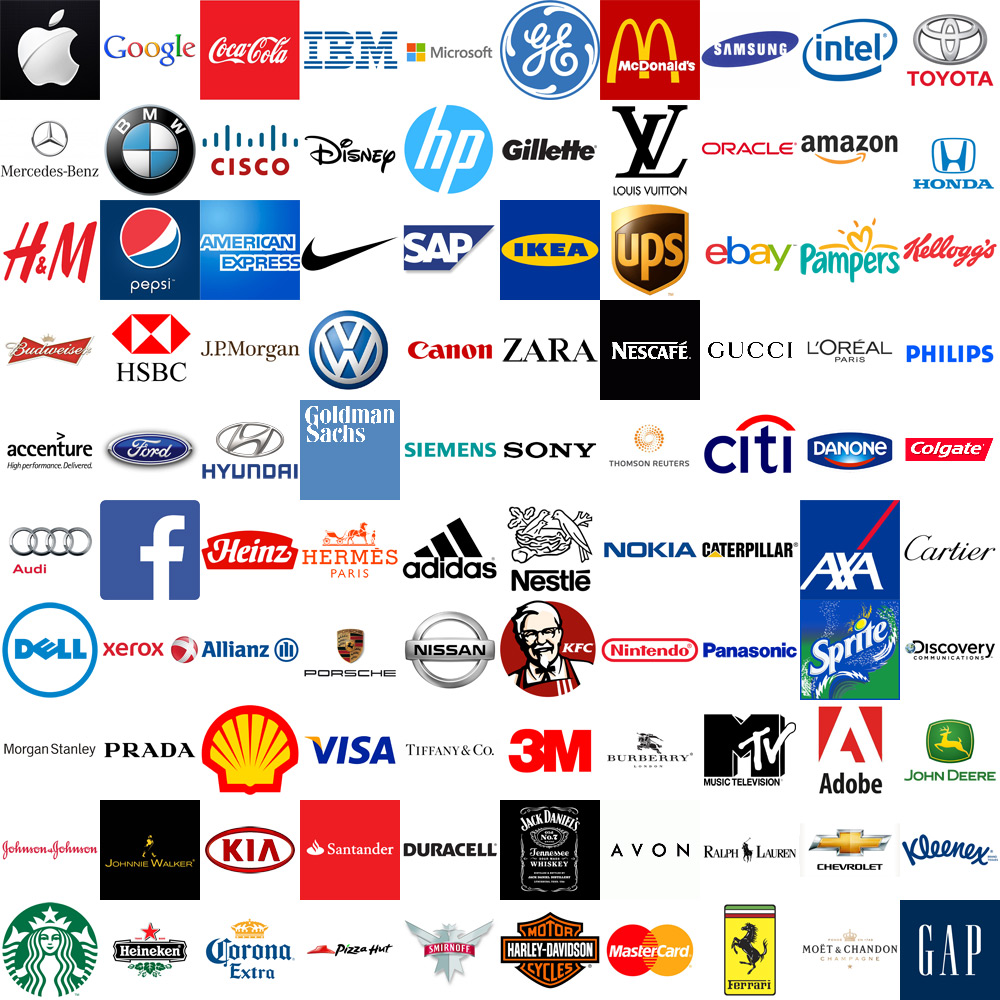 Google
Coca-Cola
IBM
Microsoft
GE
McDonald's
SAMSUNG
intel
TOYOTA
Mercedes-Benz
BMW
CISCO
Disney
hp
Gillette
LV
LOUIS VUITTON
ORACLE
amazon
HONDA
H&M
pepsi
AMERICAN
EXPRESS
SAP
IKEA
ups
ebay
Pampers
Kellogg's
Budweiser
HSBC
J.P.Morgan
VW
Canon
ZARA
NESCAFÉ
GUCCI
L'ORÉAL
PARIS
PHILIPS
accenture
High performance. Delivered.
Ford
HYUNDAI
Goldman
Sachs
SIEMENS
SONY
THOMSON REUTERS
citi
DANONE
Colgate
Audi
f
Heinz
HERMÈS
PARIS
adidas
Nestlé
NOKIA
CATERPILLAR
AXA
Cartier
DELL
xerox
Allianz
PORSCHE
NISSAN
KFC
Nintendo
Panasonic
Sprite
Discovery
COMMUNICATIONS
Morgan Stanley
PRADA
VISA
TIFFANY & CO.
3M
BURBERRY
LONDON
MTV
MUSIC TELEVISION
A
Adobe
JOHN DEERE
Johnson & Johnson
JOHNNIE WALKER
KIA
Santander
DURACELL
JACK DANIEL'S
OLD
No.7
Tennessee
WHISKEY
AVON
RALPH LAUREN
CHEVROLET
Kleenex
Heineken
Corona
Extra
Pizza Hut
SMIRNOFF
MOTOR
HARLEY-DAVIDSON
CYCLES
MasterCard
Ferrari
MOËT & CHANDON
CHAMPAGNE
GAP